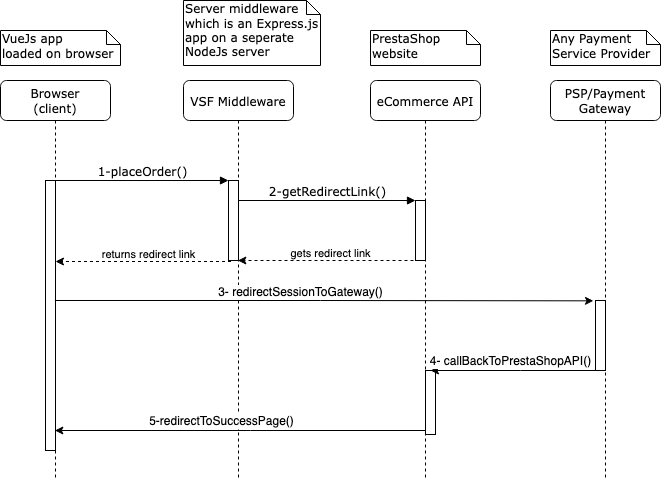 VueJs app
loaded on browser
Server middleware
which is an Express.js
app on a seperate
NodeJs server
PrestaShop
website
Any Payment
Service Provider
Browser
(client)
VSF Middleware
eCommerce API
PSP/Payment
Gateway
1-placeOrder()
2-getRedirectLink()
returns redirect link
gets redirect link
3- redirectSessionToGateway()
4- callBackToPrestaShopAPI()
5-redirectToSuccessPage()